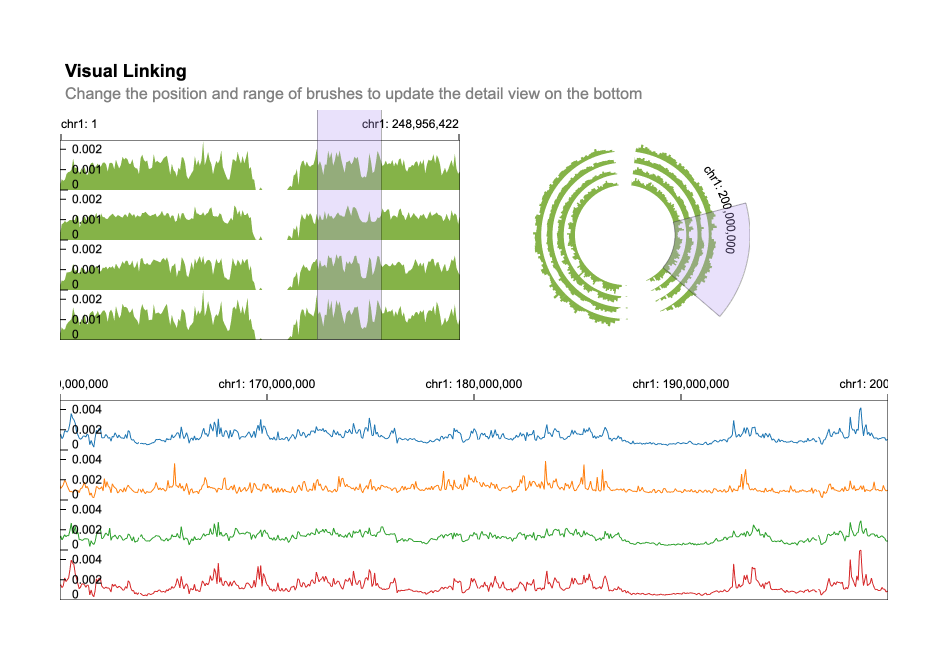 Visual Linking
Change the position and range of brushes to update the detail view on the bottom
chr1: 1
chr1: 248,956,422
0.002
0.001
0
0.002
0.001
0
0.002
0.001
0
0.002
0.001
0
chr1: 200,000,000
),000,000
chr1: 170,000,000
chr1: 180,000,000
chr1: 190,000,000
chr1: 200
0.004
0.002
0
0.004
0.002
0
0.004
0.002
0
0.004
0.002
0